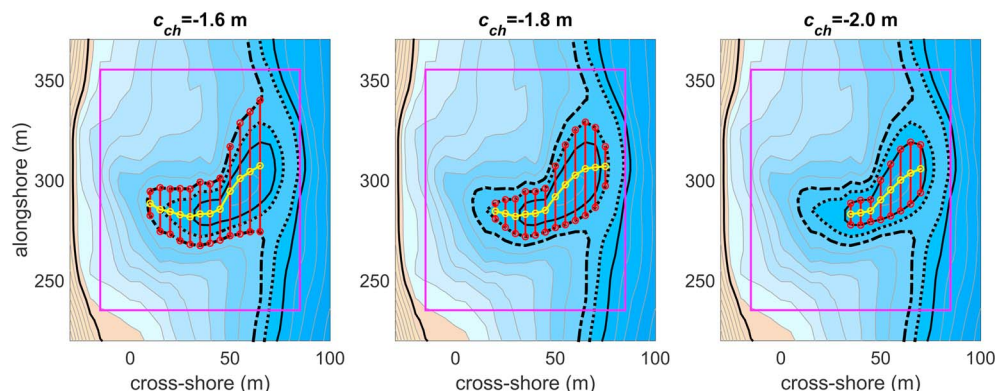 c_ch=-1.6 m
c_ch=-1.8 m
c_ch=-2.0 m
alongshore (m)
350
300
250
350
300
250
350
300
250
0 50 100
0 50 100
0 50 100
cross-shore (m)
cross-shore (m)
cross-shore (m)